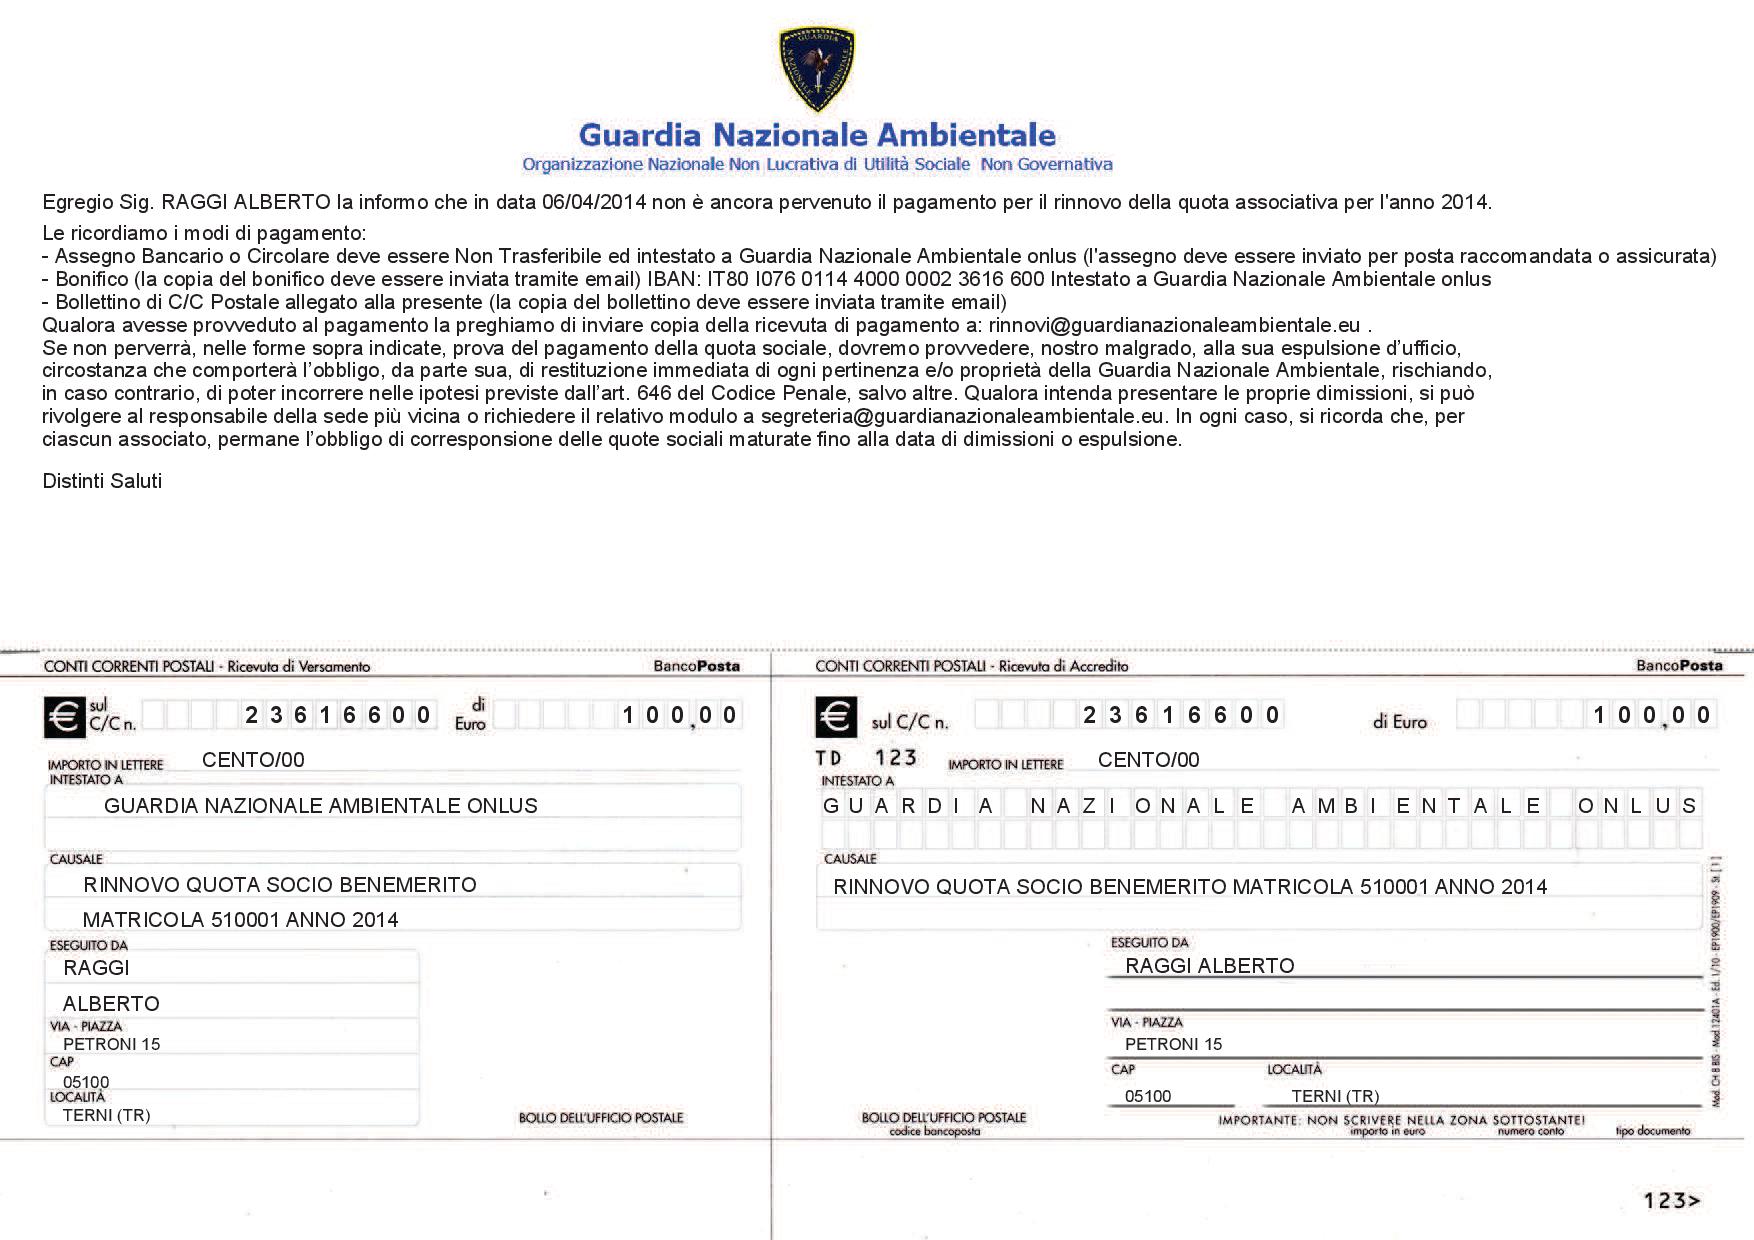 GUARDIA
NAZIONALE
AMBIENTALE
Guardia Nazionale Ambientale
Organizzazione Nazionale Non Lucrativa di Utilità Sociale Non Governativa
Egregio Sig. RAGGI ALBERTO la informo che in data 06/04/2014 non è ancora pervenuto il pagamento per il rinnovo della quota associativa per l'anno 2014.
Le ricordiamo i modi di pagamento:
- Assegno Bancario o Circolare deve essere Non Trasferibile ed intestato a Guardia Nazionale Ambientale onlus (l'assegno deve essere inviato per posta raccomandata o assicurata)
- Bonifico (la copia del bonifico deve essere inviata tramite email) IBAN: IT80 I076 0114 4000 0002 3616 600 Intestato a Guardia Nazionale Ambientale onlus
- Bollettino di C/C Postale allegato alla presente (la copia del bollettino deve essere inviata tramite email)
Qualora avesse provveduto al pagamento la preghiamo di inviare copia della ricevuta di pagamento a: rinnovi@guardianazionaleambientale.eu .
Se non perverrà, nelle forme sopra indicate, prova del pagamento della quota sociale, dovremo provvedere, nostro malgrado, alla sua espulsione d'ufficio,
circostanza che comporterà l'obbligo, da parte sua, di restituzione immediata di ogni pertinenza e/o proprietà della Guardia Nazionale Ambientale, rischiando,
in caso contrario, di poter incorrere nelle ipotesi previste dall'art. 646 del Codice Penale, salvo altre. Qualora intenda presentare le proprie dimissioni, si può
rivolgere al responsabile della sede più vicina o richiedere il relativo modulo a segreteria@guardianazionaleambientale.eu. In ogni caso, si ricorda che, per
ciascun associato, permane l'obbligo di corresponsione delle quote sociali maturate fino alla data di dimissioni o espulsione.
Distinti Saluti
CONTI CORRENTI POSTALI - Ricevuta di Versamento BancoPosta
€ sul C/C n. 23616600 di Euro 100,00
IMPORTO IN LETTERE CENTO/00
INTESTATO A
GUARDIA NAZIONALE AMBIENTALE ONLUS
CAUSALE
RINNOVO QUOTA SOCIO BENEMERITO
MATRICOLA 510001 ANNO 2014
ESEGUITO DA
RAGGI
ALBERTO
VIA - PIAZZA
PETRONI 15
CAP
05100
LOCALITÀ
TERNI (TR)
BOLLO DELL'UFFICIO POSTALE
CONTI CORRENTI POSTALI - Ricevuta di Accredito BancoPosta
€ sul C/C n. 23616600 di Euro 100,00
TD 123 IMPORTO IN LETTERE CENTO/00
INTESTATO A
GUARDIA NAZIONALE AMBIENTALE ONLUS
CAUSALE
RINNOVO QUOTA SOCIO BENEMERITO MATRICOLA 510001 ANNO 2014
ESEGUITO DA
RAGGI ALBERTO
VIA - PIAZZA
PETRONI 15
CAP LOCALITÀ
05100 TERNI (TR)
BOLLO DELL'UFFICIO POSTALE
codice bancoposta
IMPORTANTE: NON SCRIVERE NELLA ZONA SOTTOSTANTE!
importo in euro numero conto tipo documento
Mod. CH 8 BIS - Mod.12401A - Ed. 1/10 - EP1900/EP1909 - St. [1]
123>